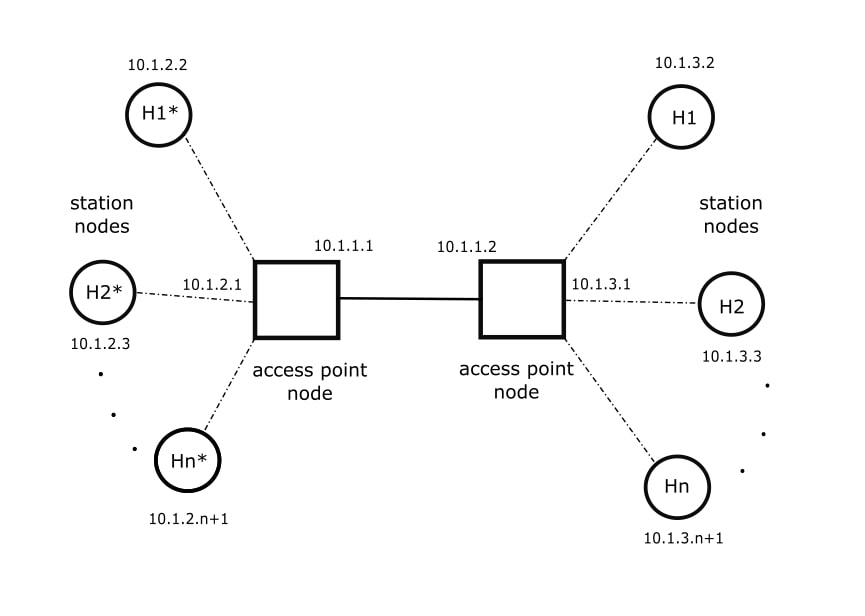 10.1.2.2
H1*
station
nodes
10.1.1.1
10.1.2.1
H2*
10.1.2.3
access point
node
Hn*
10.1.2.n+1
10.1.3.2
H1
station
nodes
10.1.1.2
10.1.3.1
H2
10.1.3.3
access point
node
Hn
10.1.3.n+1